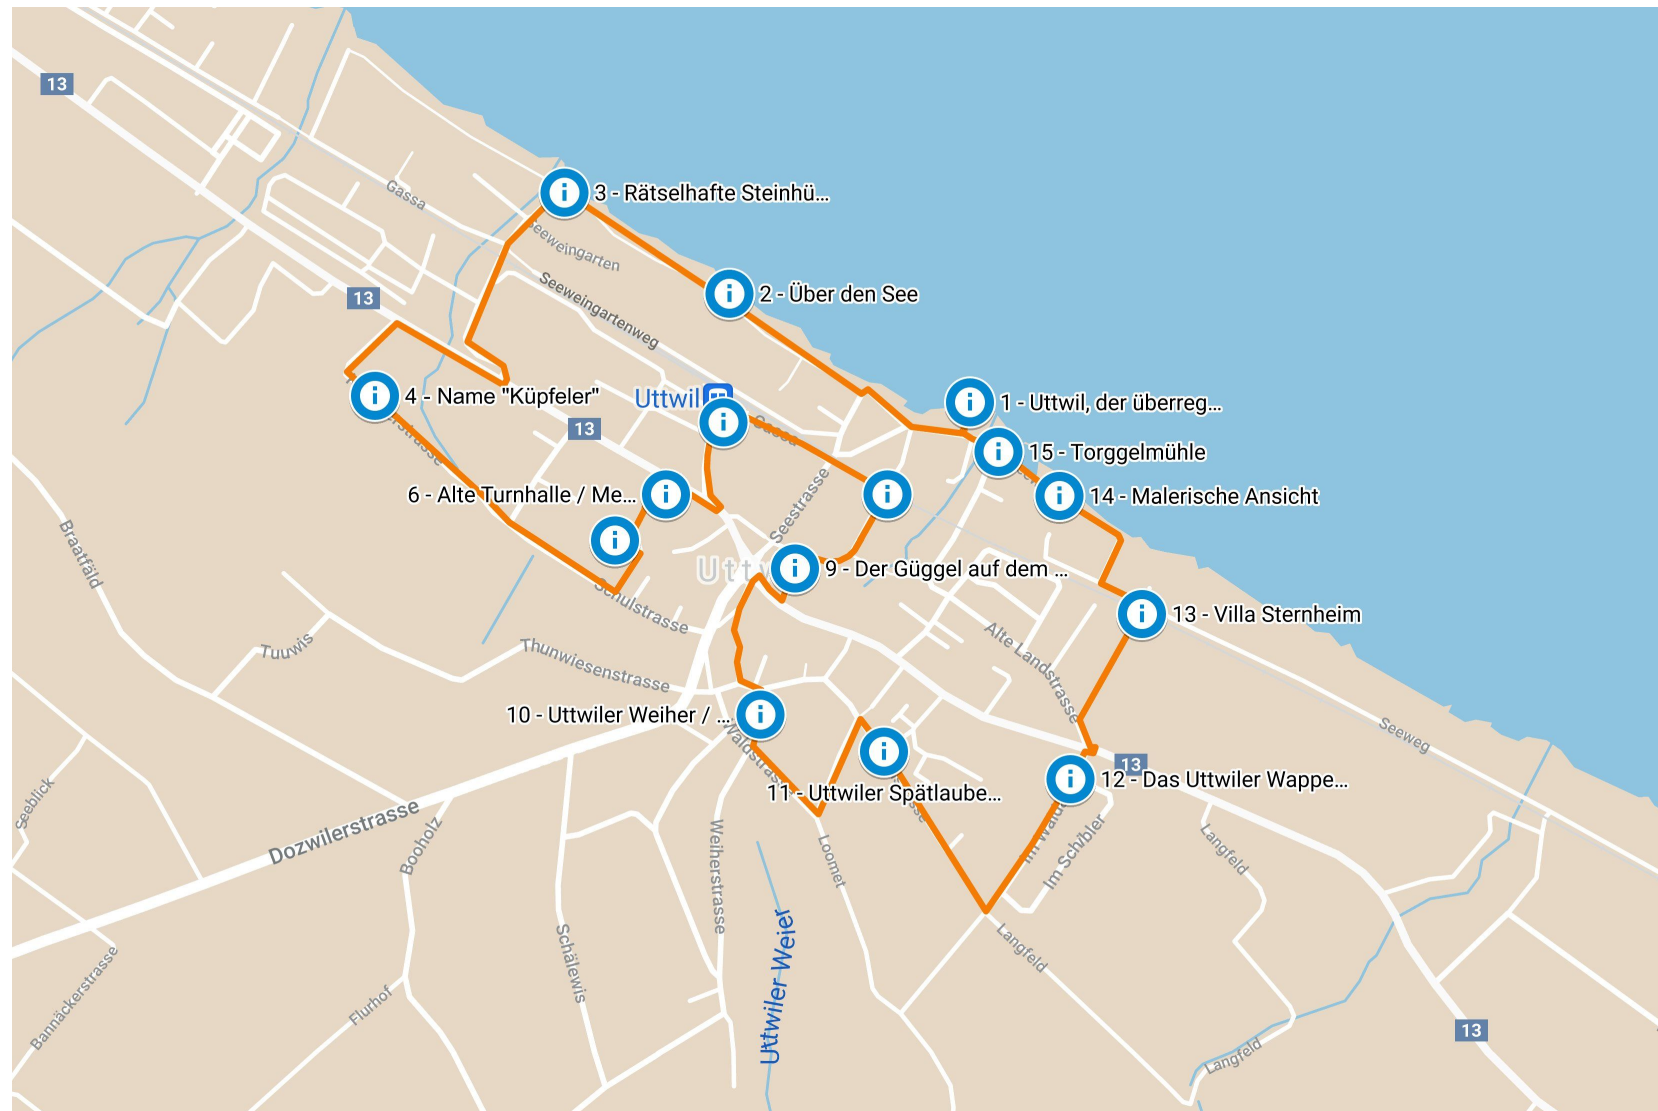 13
Gassa
3 - Rätselhafte Steinhü...
Seeweingarten
2 - Über den See
13
Seeweingartenweg
Uttwil
4 - Name "Küpfeler"
1 - Uttwil, der überreg...
13
Gassa
15 - Torggelmühle
6 - Alte Turnhalle / Me...
14 - Malerische Ansicht
Seestrasse
Braatfäld
9 - Der Güggel auf dem ...
Schulstrasse
13 - Villa Sternheim
Tuuwis
Thunwiesenstrasse
Alte Landstrasse
10 - Uttwiler Weiher / ...
Seeweg
Waldstrasse
13
12 - Das Uttwiler Wappe...
11 - Uttwiler Spätlaube...
Seeblick
Dozwilerstrasse
Booholz
Weiherstrasse
Loomet
Im Sch/bler
Langfeld
Uttwiler Weier
Schälewis
Langfeld
Bannäckerstrasse
Flurhof
13
Langfeld